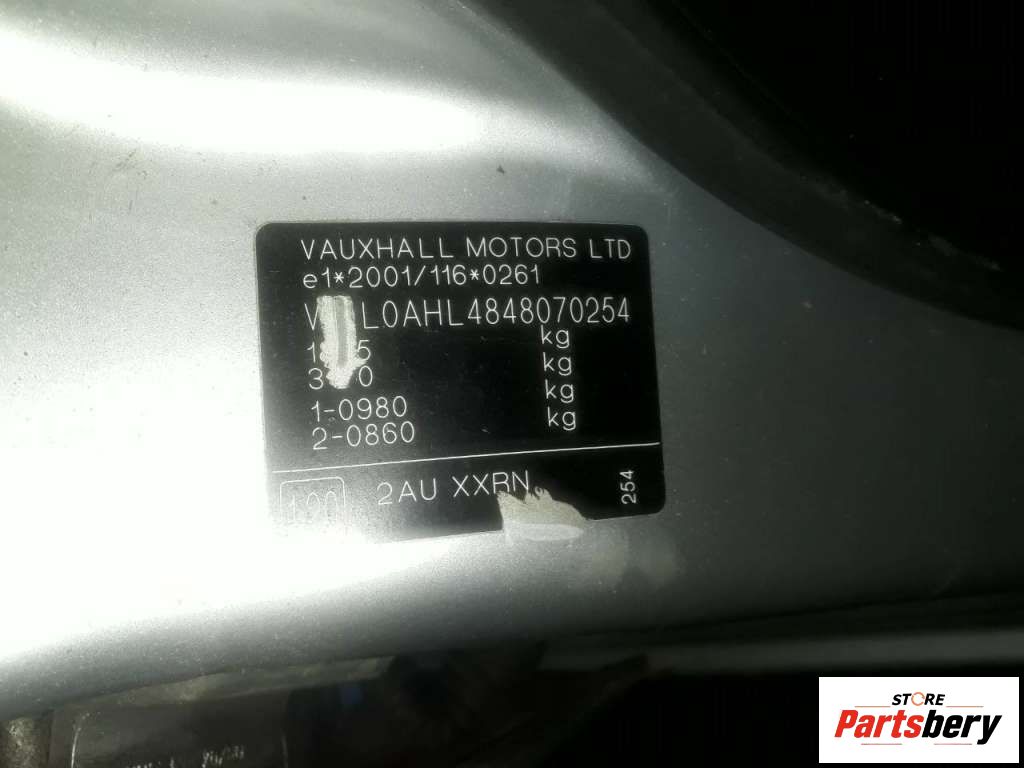 VAUXHALL MOTORS LTD
e1*2001/116*0261
kg
kg
1-0980 kg
2-0860 kg
2AU XXRN
254
STORE
Partsbery